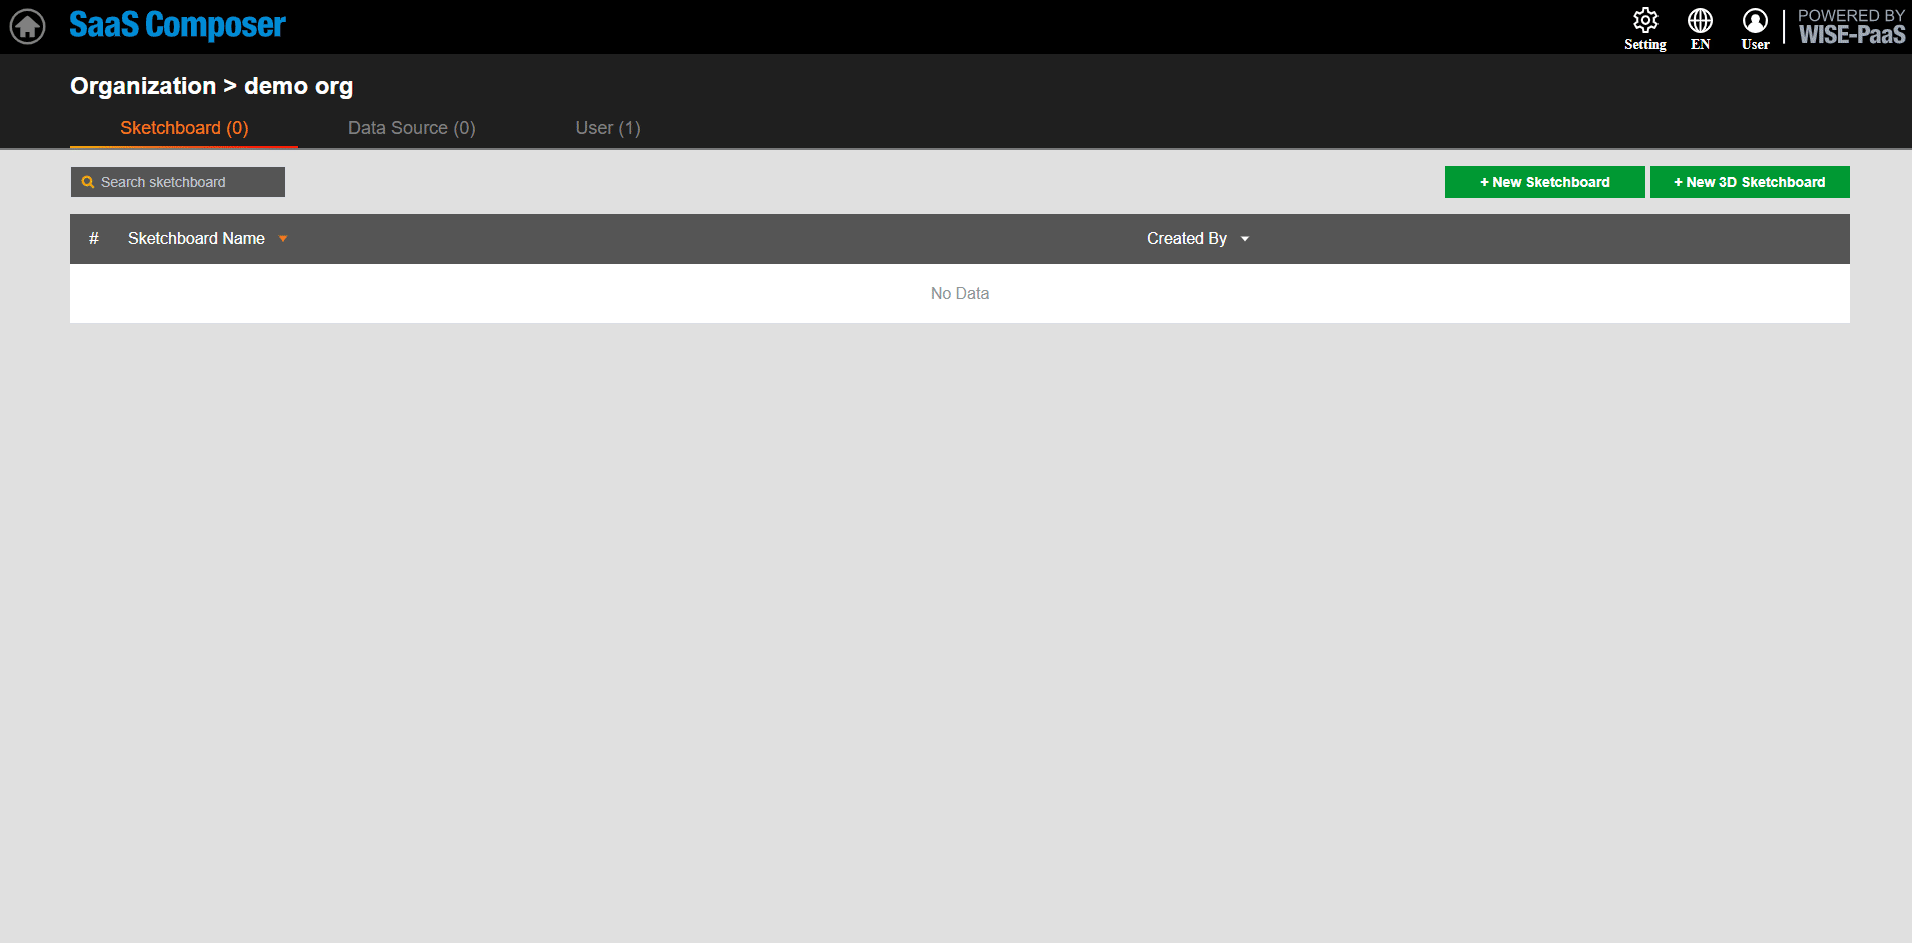 SaaS Composer
Setting
EN
User
POWERED BY
WISE-PaaS
Organization > demo org
Sketchboard (0)
Data Source (0)
User (1)
Search sketchboard
+ New Sketchboard
+ New 3D Sketchboard
# Sketchboard Name
Created By
No Data